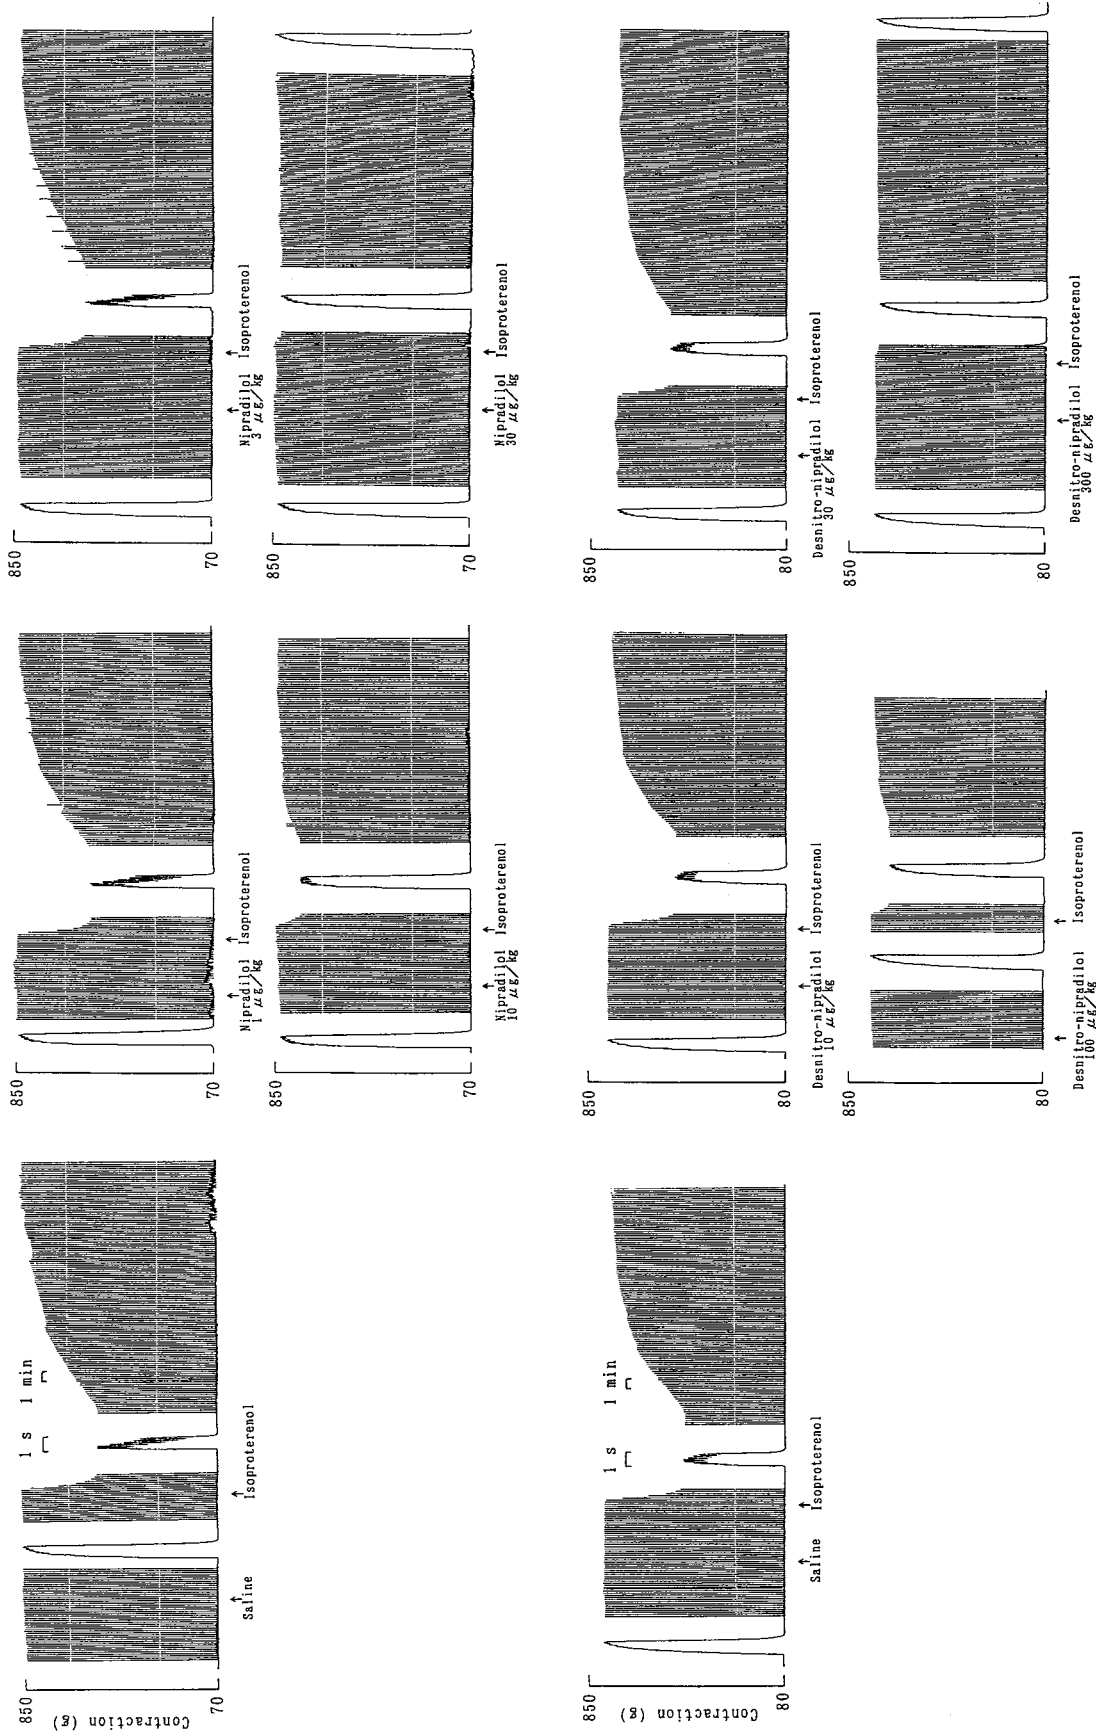 850
Contraction (g)
70
1 s
1 min
Saline
Isoproterenol
850
70
Nipradilol
1 μg/kg
Isoproterenol
850
70
Nipradilol
3 μg/kg
Isoproterenol
850
70
Nipradilol
10 μg/kg
Isoproterenol
850
70
Nipradilol
30 μg/kg
Isoproterenol
850
Contraction (g)
80
1 s
1 min
Saline
Isoproterenol
850
80
Desnitro-nipradilol
10 μg/kg
Isoproterenol
850
80
Desnitro-nipradilol
30 μg/kg
Isoproterenol
850
80
Desnitro-nipradilol
100 μg/kg
Isoproterenol
850
80
Desnitro-nipradilol
300 μg/kg
Isoproterenol